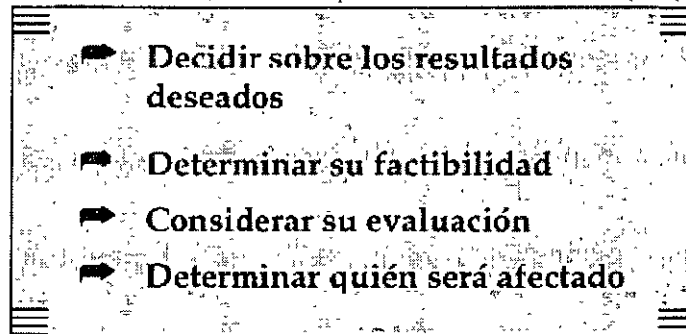 Decidir sobre los resultados
deseados
Determinar su factibilidad
Considerar su evaluación
Determinar quién será afectado